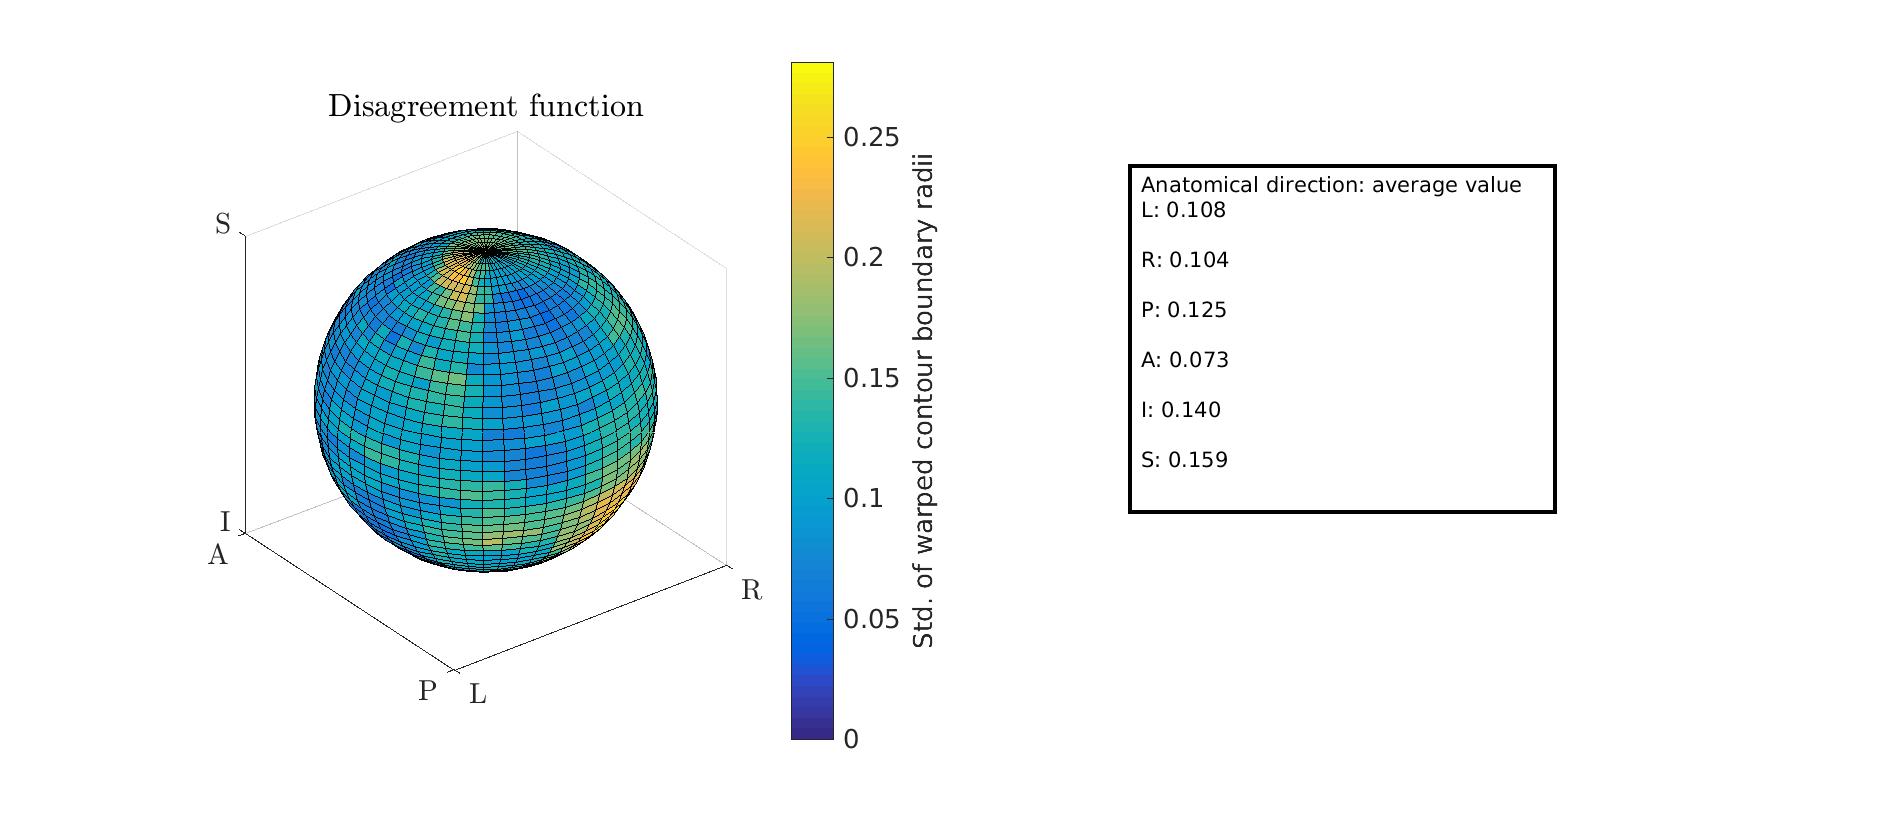 Disagreement function
S
I
A
P
L
R
0.25
0.2
0.15
0.1
0.05
0
Std. of warped contour boundary radii
Anatomical direction: average value
L: 0.108
R: 0.104
P: 0.125
A: 0.073
I: 0.140
S: 0.159